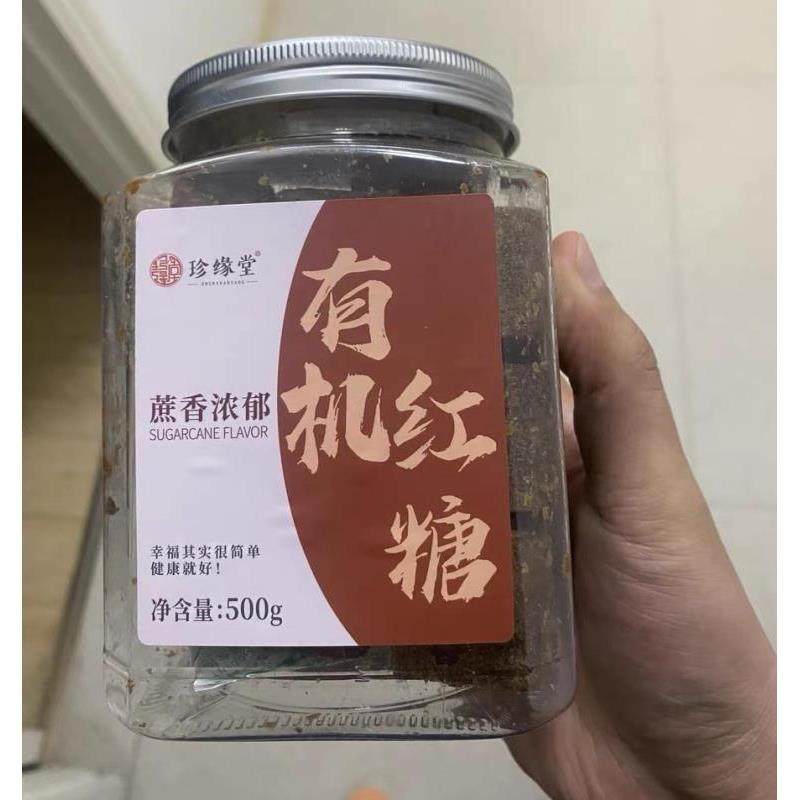 珍缘堂
ZHENYUANTANG
有机红糖
蔗香浓郁
SUGARCANE FLAVOR
幸福其实很简单
健康就好！
净含量:500g